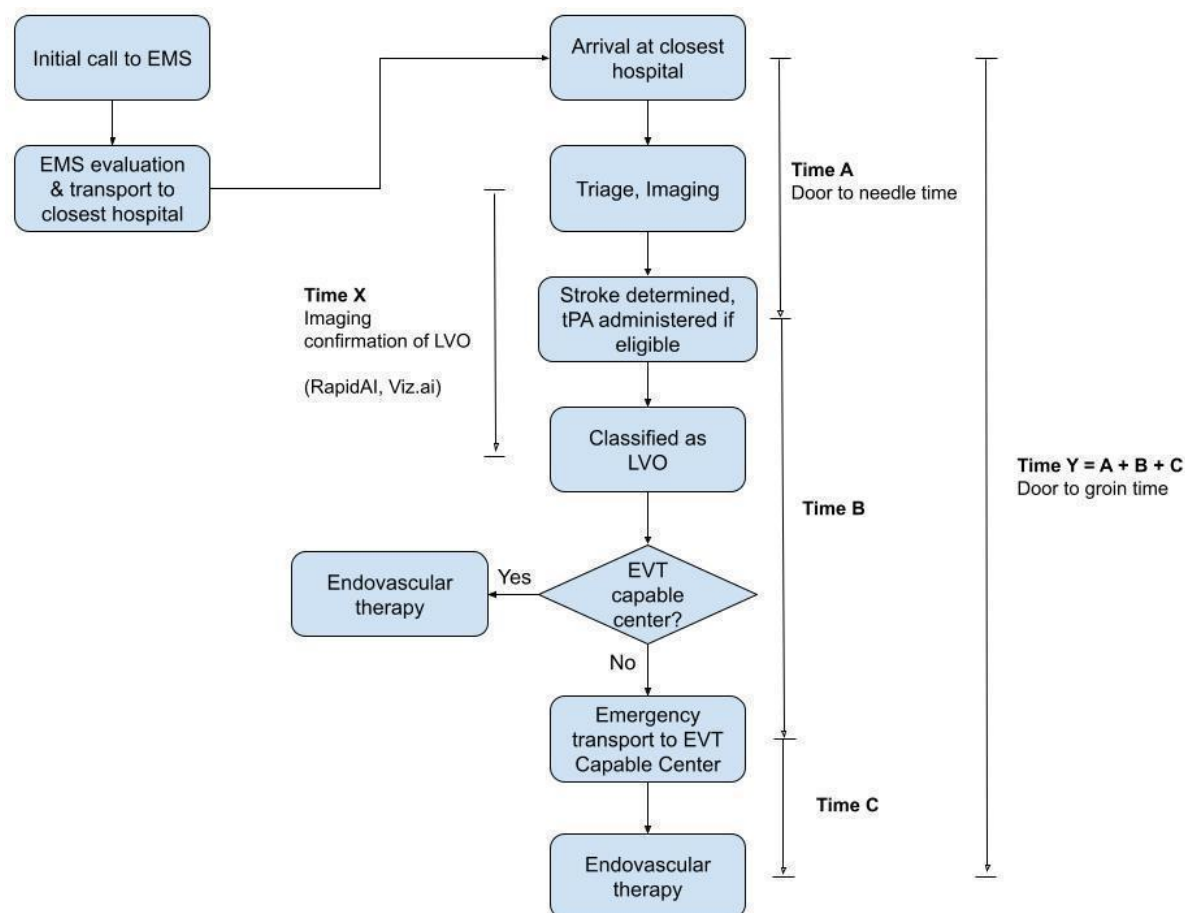 Initial call to EMS
EMS evaluation
& transport to
closest hospital
Arrival at closest
hospital
Triage, Imaging
Stroke determined,
tPA administered if
eligible
Classified as
LVO
EVT
capable
center?
Yes
Endovascular
therapy
No
Emergency
transport to EVT
Capable Center
Endovascular
therapy
Time X
Imaging
confirmation of LVO
(RapidAI, Viz.ai)
Time A
Door to needle time
Time B
Time C
Time Y = A + B + C
Door to groin time